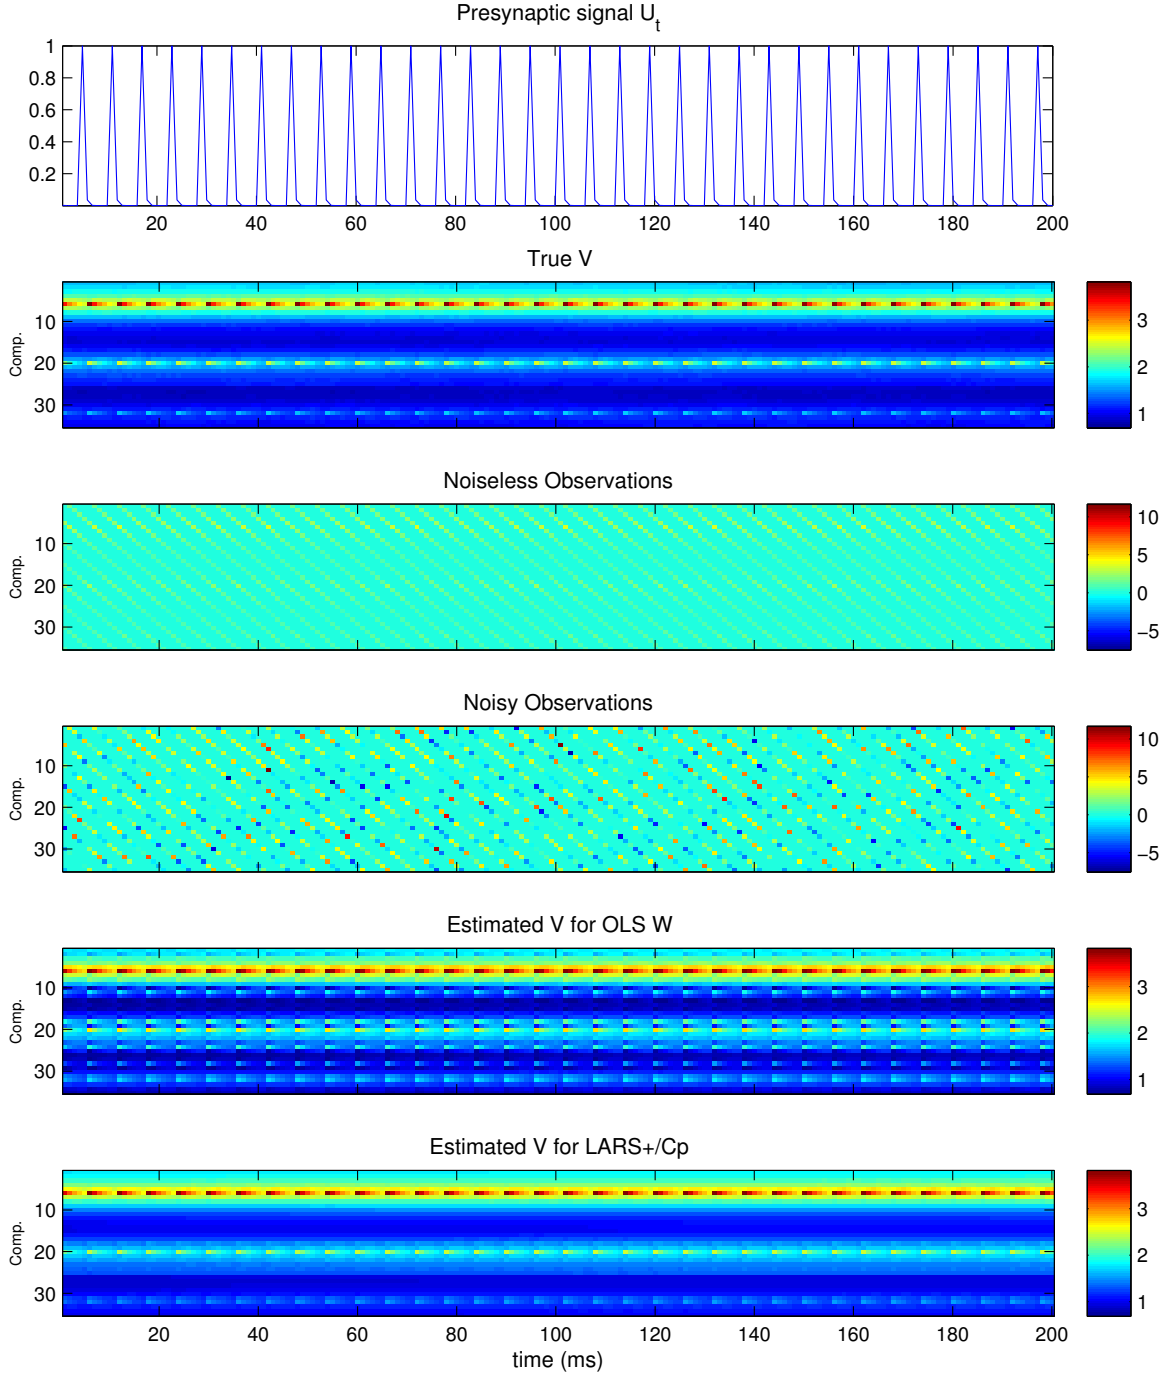 Presynaptic signal U_t
1
0.8
0.6
0.4
0.2
20 40 60 80 100 120 140 160 180 200
True V
Comp.
10
20
30
3
2
1
Noiseless Observations
Comp.
10
20
30
10
5
0
−5
Noisy Observations
Comp.
10
20
30
10
5
0
−5
Estimated V for OLS W
Comp.
10
20
30
3
2
1
Estimated V for LARS+/Cp
Comp.
10
20
30
3
2
1
20 40 60 80 100 120 140 160 180 200
time (ms)